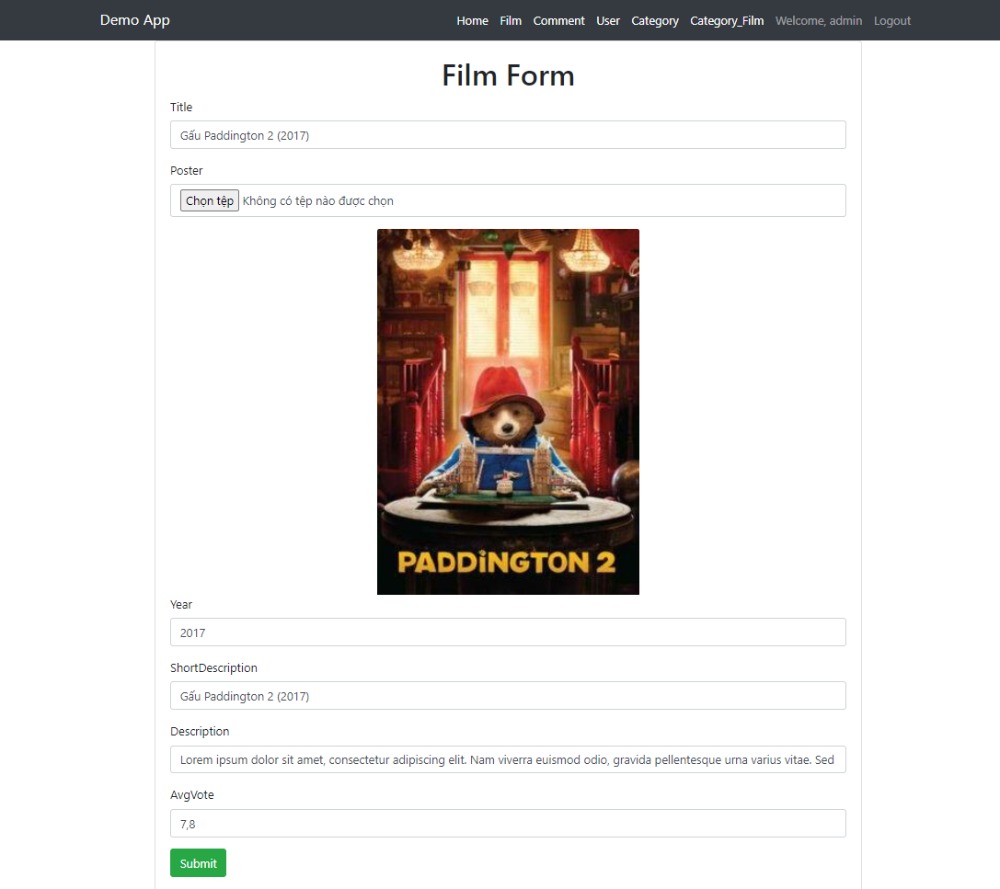 Demo App Home Film Comment User Category Category_Film Welcome, admin Logout
Film Form
Title
Gấu Paddington 2 (2017)
Poster
Chọn tệp Không có tệp nào được chọn
PADDiNGTON 2
Year
2017
ShortDescription
Gấu Paddington 2 (2017)
Description
Lorem ipsum dolor sit amet, consectetur adipiscing elit. Nam viverra euismod odio, gravida pellentesque urna varius vitae. Sed
AvgVote
7,8
Submit